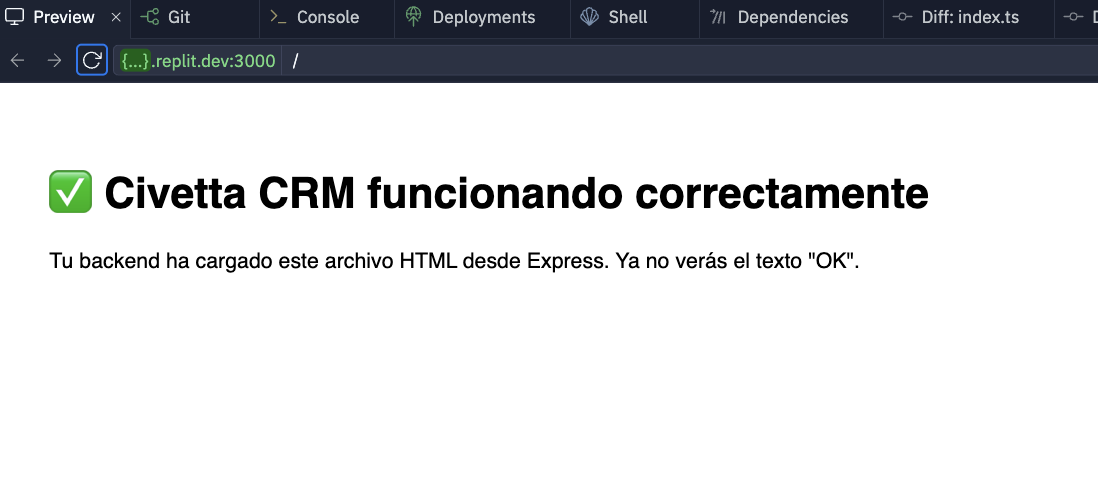 Preview Git Console Deployments Shell Dependencies Diff: index.ts
{...}.replit.dev:3000 /
✅ Civetta CRM funcionando correctamente
Tu backend ha cargado este archivo HTML desde Express. Ya no verás el texto "OK".